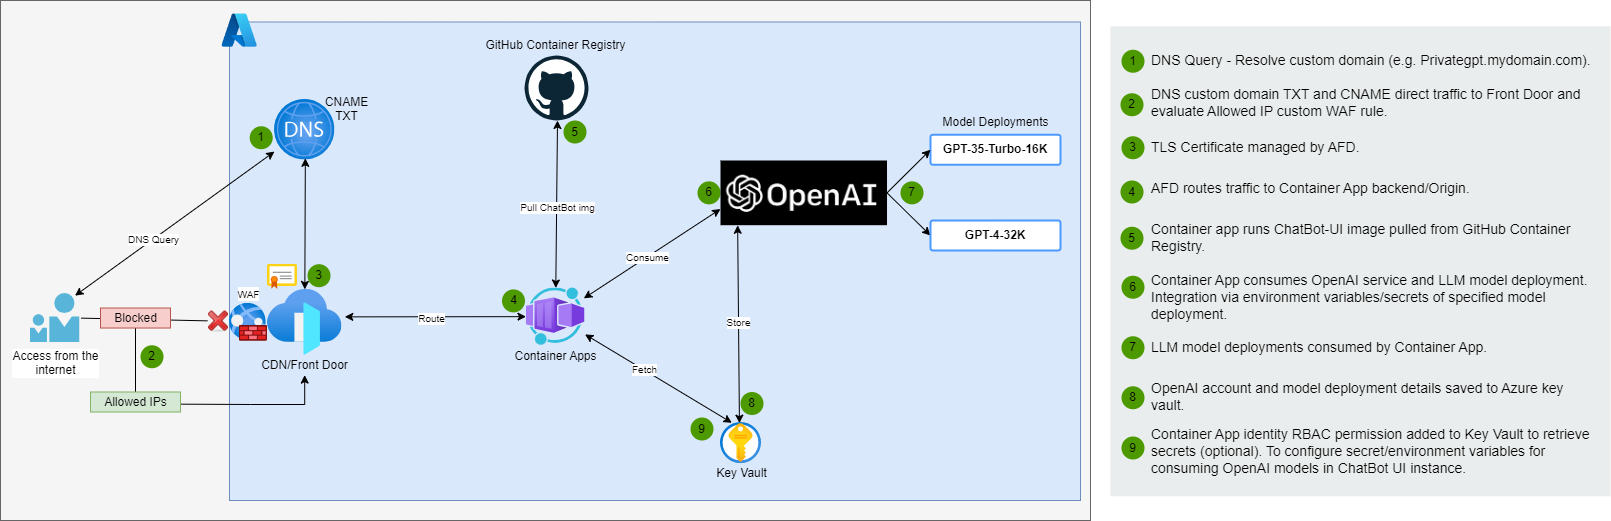 GitHub Container Registry
CNAME
TXT
DNS
1
5
Model Deployments
GPT-35-Turbo-16K
6
OpenAI
7
GPT-4-32K
Pull ChatBot img
DNS Query
Consume
3
WAF
4
Blocked
Route
Store
2
Access from the
internet
Container Apps
CDN/Front Door
Fetch
Allowed IPs
8
9
Key Vault
1 DNS Query - Resolve custom domain (e.g. Privategpt.mydomain.com).
2 DNS custom domain TXT and CNAME direct traffic to Front Door and
evaluate Allowed IP custom WAF rule.
3 TLS Certificate managed by AFD.
4 AFD routes traffic to Container App backend/Origin.
5 Container app runs ChatBot-UI image pulled from GitHub Container
Registry.
6 Container App consumes OpenAI service and LLM model deployment.
Integration via environment variables/secrets of specified model
deployment.
7 LLM model deployments consumed by Container App.
8 OpenAI account and model deployment details saved to Azure key
vault.
9 Container App identity RBAC permission added to Key Vault to retrieve
secrets (optional). To configure secret/environment variables for
consuming OpenAI models in ChatBot UI instance.